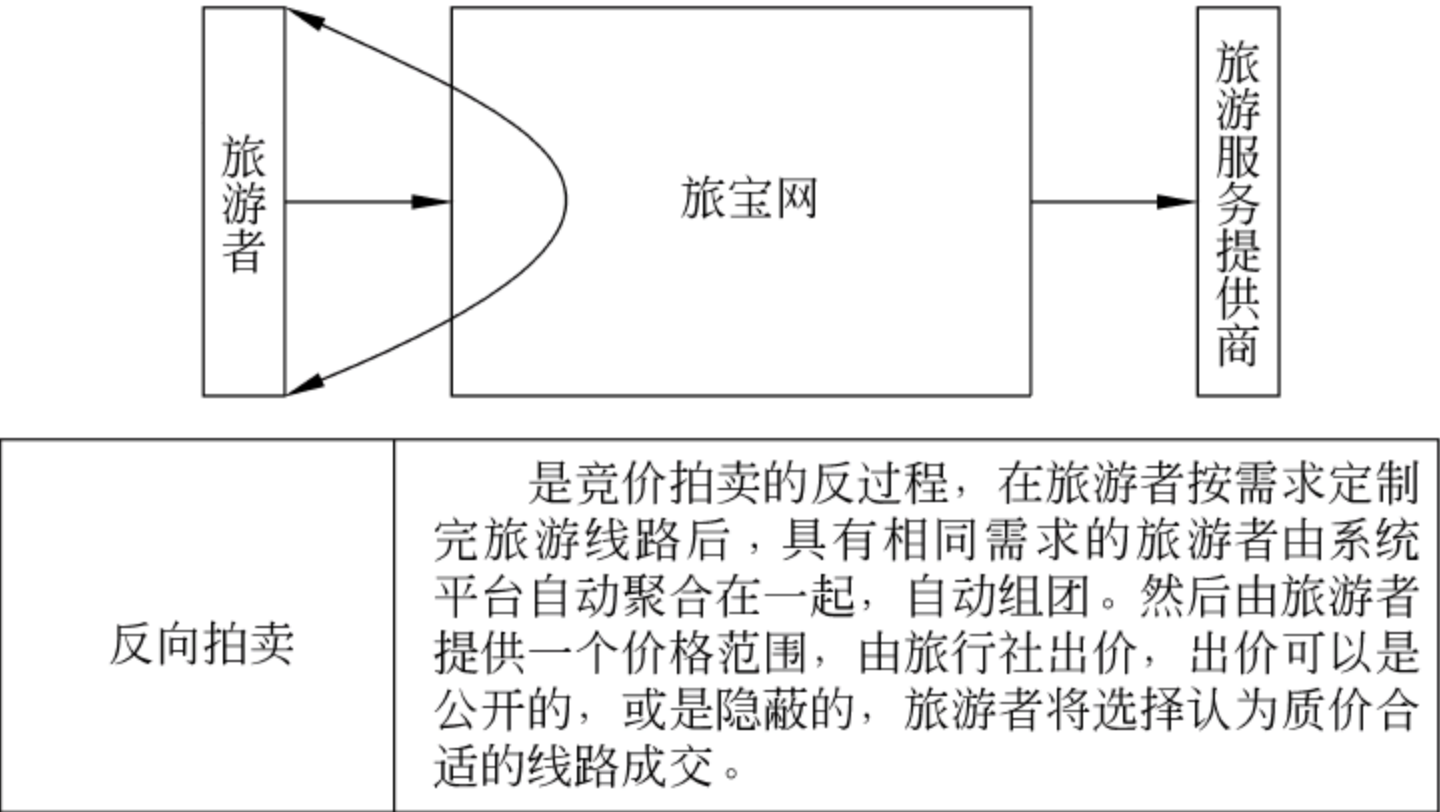 旅游者
旅宝网
旅游服务提供商
反向拍卖
是竞价拍卖的反过程，在旅游者按需求定制
完旅游线路后，具有相同需求的旅游者由系统
平台自动聚合在一起，自动组团。然后由旅游者
提供一个价格范围，由旅行社出价，出价可以是
公开的，或是隐蔽的，旅游者将选择认为质价合
适的线路成交。